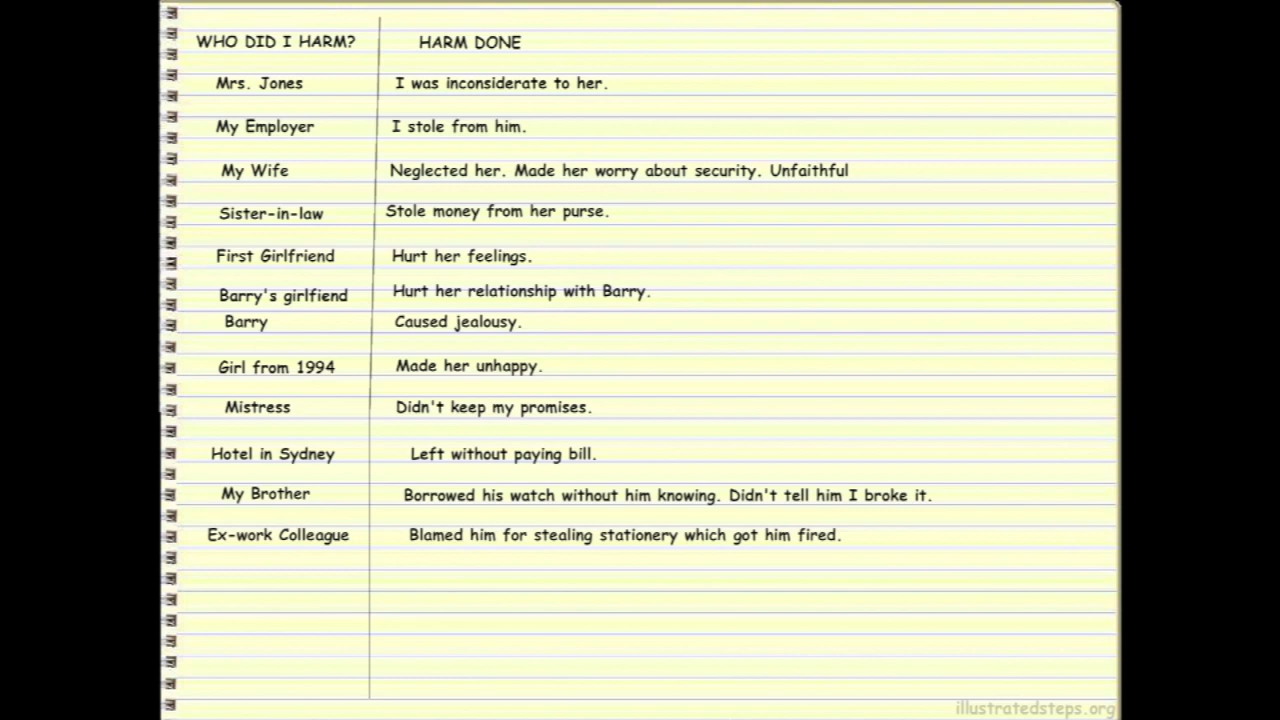 WHO DID I HARM? HARM DONE
Mrs. Jones I was inconsiderate to her.
My Employer I stole from him.
My Wife Neglected her. Made her worry about security. Unfaithful
Sister-in-law Stole money from her purse.
First Girlfriend Hurt her feelings.
Barry's girlfiend Hurt her relationship with Barry.
Barry Caused jealousy.
Girl from 1994 Made her unhappy.
Mistress Didn't keep my promises.
Hotel in Sydney Left without paying bill.
My Brother Borrowed his watch without him knowing. Didn't tell him I broke it.
Ex-work Colleague Blamed him for stealing stationery which got him fired.
illustratedsteps.org